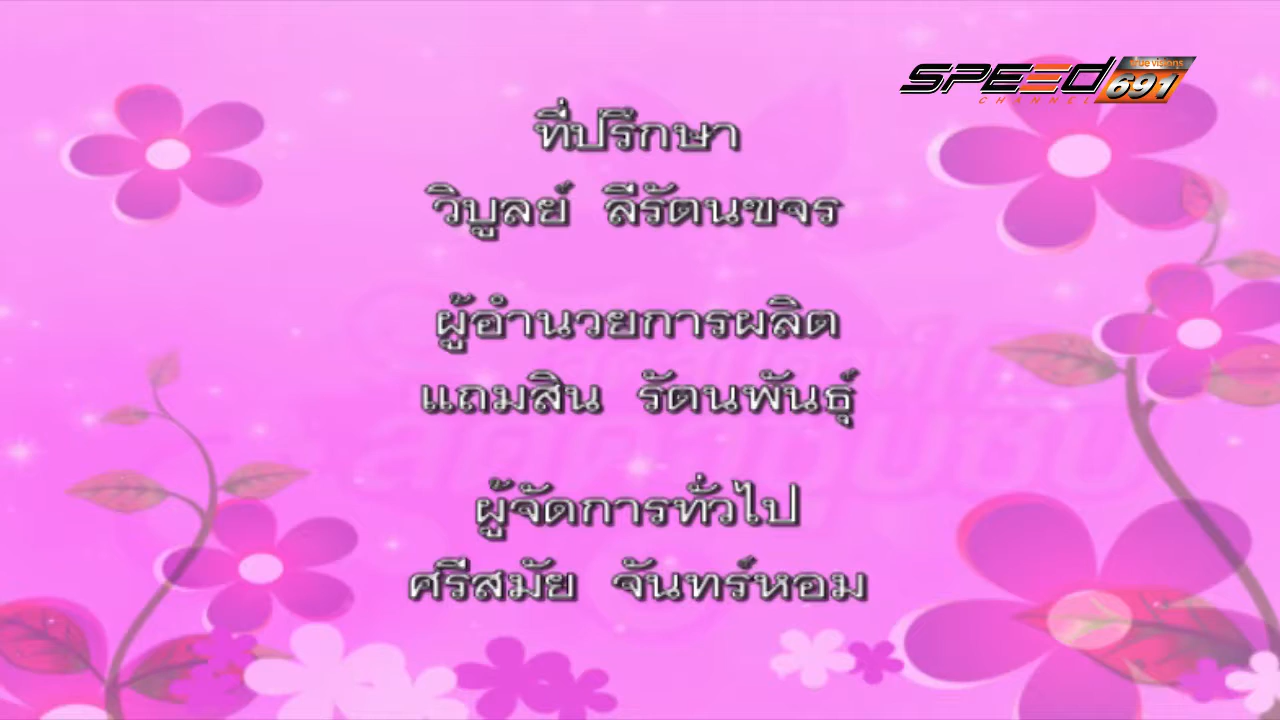 SPEED
CHANNEL
true visions
691
ที่ปรึกษา
วิบูลย์ ลีรัตนขจร
ผู้อำนวยการผลิต
แถมสิน รัตนพันธุ์
ผู้จัดการทั่วไป
ศรีสมัย จันทร์หอม